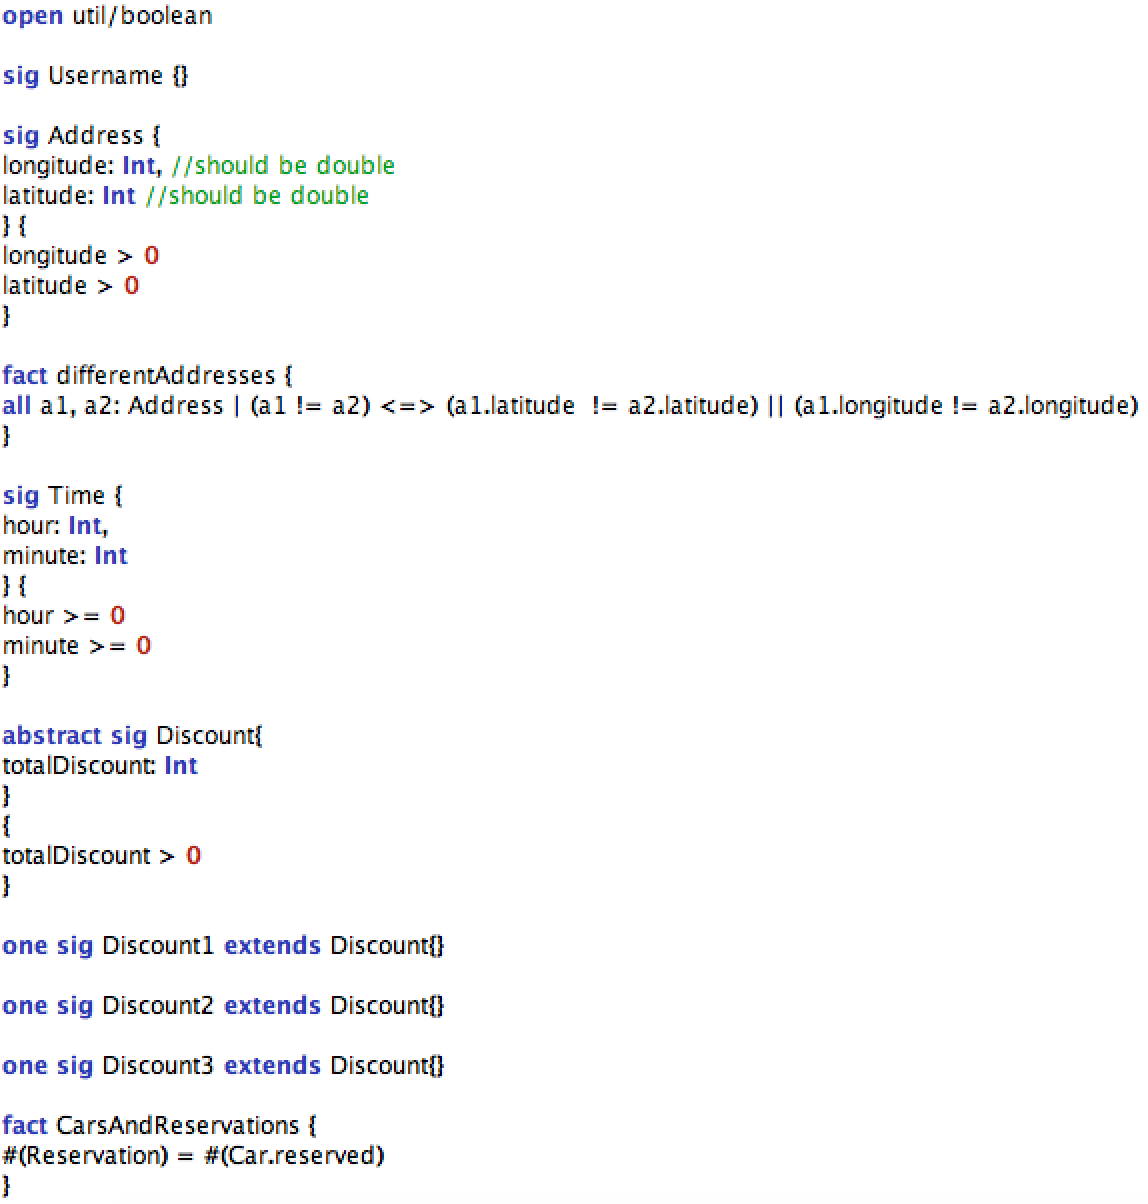 open util/boolean
sig Username {}
sig Address {
longitude: Int, //should be double
latitude: Int //should be double
} {
longitude > 0
latitude > 0
}
fact differentAddresses {
all a1, a2: Address | (a1 != a2) <=> (a1.latitude  != a2.latitude) || (a1.longitude != a2.longitude)
}
sig Time {
hour: Int,
minute: Int
} {
hour >= 0
minute >= 0
}
abstract sig Discount{
totalDiscount: Int
}
{
totalDiscount > 0
}
one sig Discount1 extends Discount{}
one sig Discount2 extends Discount{}
one sig Discount3 extends Discount{}
fact CarsAndReservations {
#(Reservation) = #(Car.reserved)
}